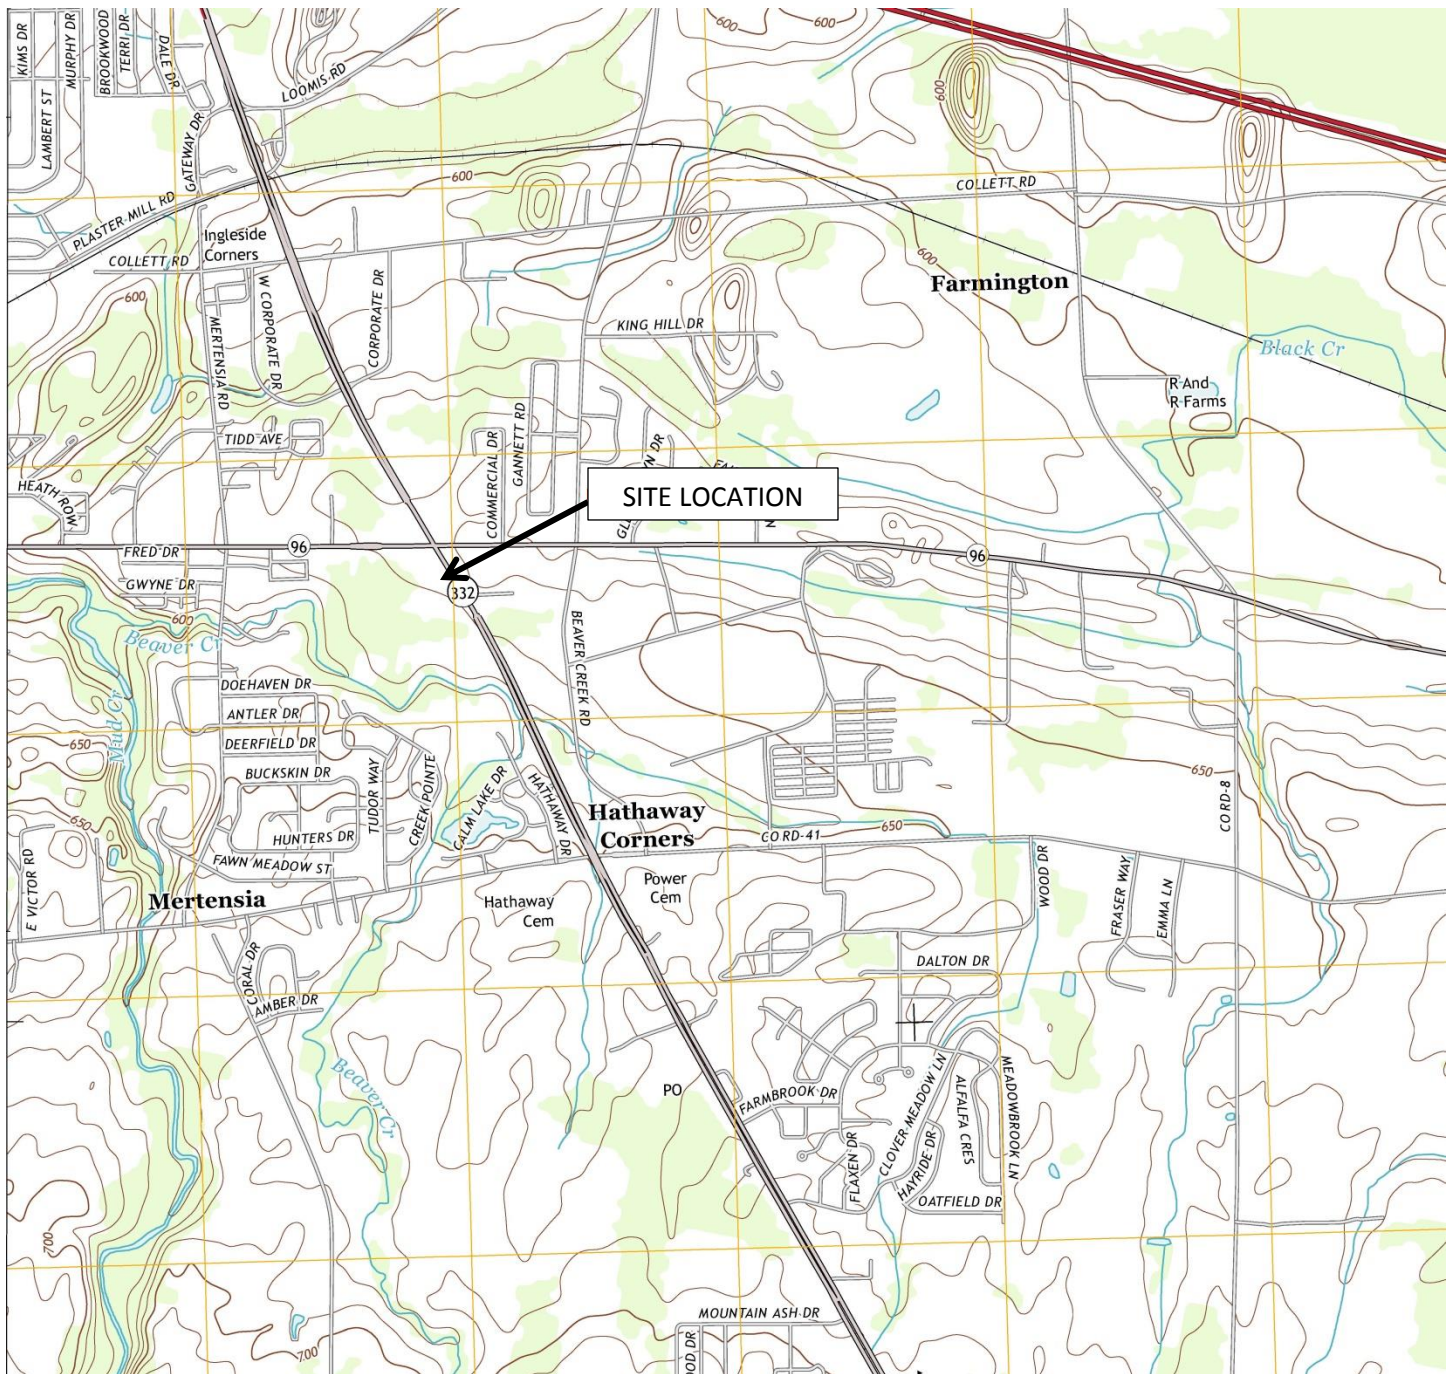 KIMS DR
MURPHY DR
BROOKWOOD
TERRI DR
DALE DR
LAMBERT ST
GATEWAY DR
LOOMIS RD
600
600
600
600
PLASTER MILL RD
Ingleside
Corners
COLLETT RD
COLLETT RD
600
600
Farmington
W CORPORATE DR
CORPORATE DR
MERTENSIA RD
KING HILL DR
Black Cr
R And
R Farms
TIDD AVE
COMMERCIAL DR
GANNETT RD
HEATH ROW
SITE LOCATION
FRED DR
96
96
GWYNE DR
332
600
Beaver Cr
BEAVER CREEK RD
DOEHAVEN DR
ANTLER DR
DEERFIELD DR
BUCKSKIN DR
Mud Cr
650
650
TUDOR WAY
CREEK POINTE
CALM LAKE DR
HATHAWAY DR
650
CO RD-8
Hathaway
Corners
CO RD-41
650
HUNTERS DR
FAWN MEADOW ST
E VICTOR RD
Mertensia
Hathaway
Cem
Power
Cem
WOOD DR
FRASER WAY
EMMA LN
CORAL DR
AMBER DR
DALTON DR
Beaver Cr
PO
FARMBROOK DR
CLOVER MEADOW LN
ALFALFA CRES
MEADOWBROOK LN
FLAXEN DR
HAYRIDE DR
OATFIELD DR
700
700
MOUNTAIN ASH DR
OD DR